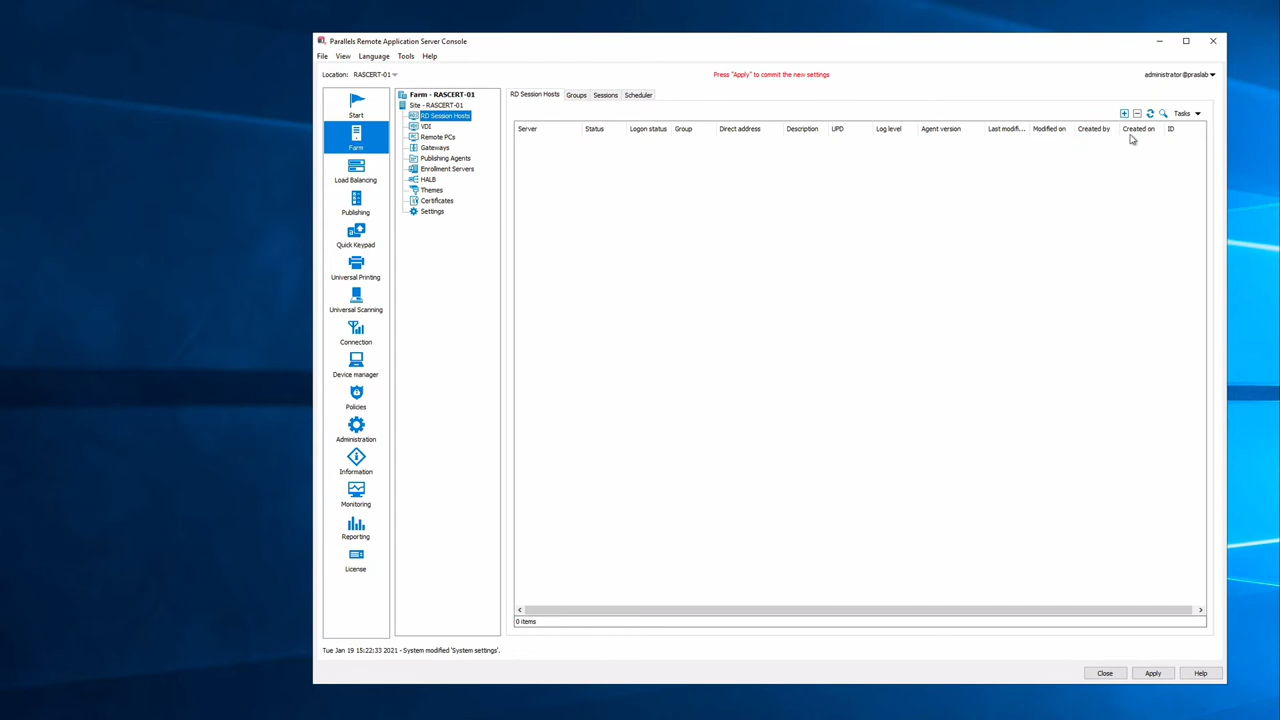 Parallels Remote Application Server Console
File View Language Tools Help
Location: RASCERT-01
Press "Apply" to commit the new settings
administrator@praslab
Start
Farm
Load Balancing
Publishing
Quick Keypad
Universal Printing
Universal Scanning
Connection
Device manager
Policies
Administration
Information
Monitoring
Reporting
License
Farm - RASCERT-01
Site - RASCERT-01
RD Session Hosts
VDI
Remote PCs
Gateways
Publishing Agents
Enrollment Servers
HALB
Themes
Certificates
Settings
RD Session Hosts Groups Sessions Scheduler
Tasks
Server Status Logon status Group Direct address Description UPD Log level Agent version Last modifi... Modified on Created by Created on ID
0 items
Tue Jan 19 15:22:33 2021 - System modified 'System settings'.
Close Apply Help